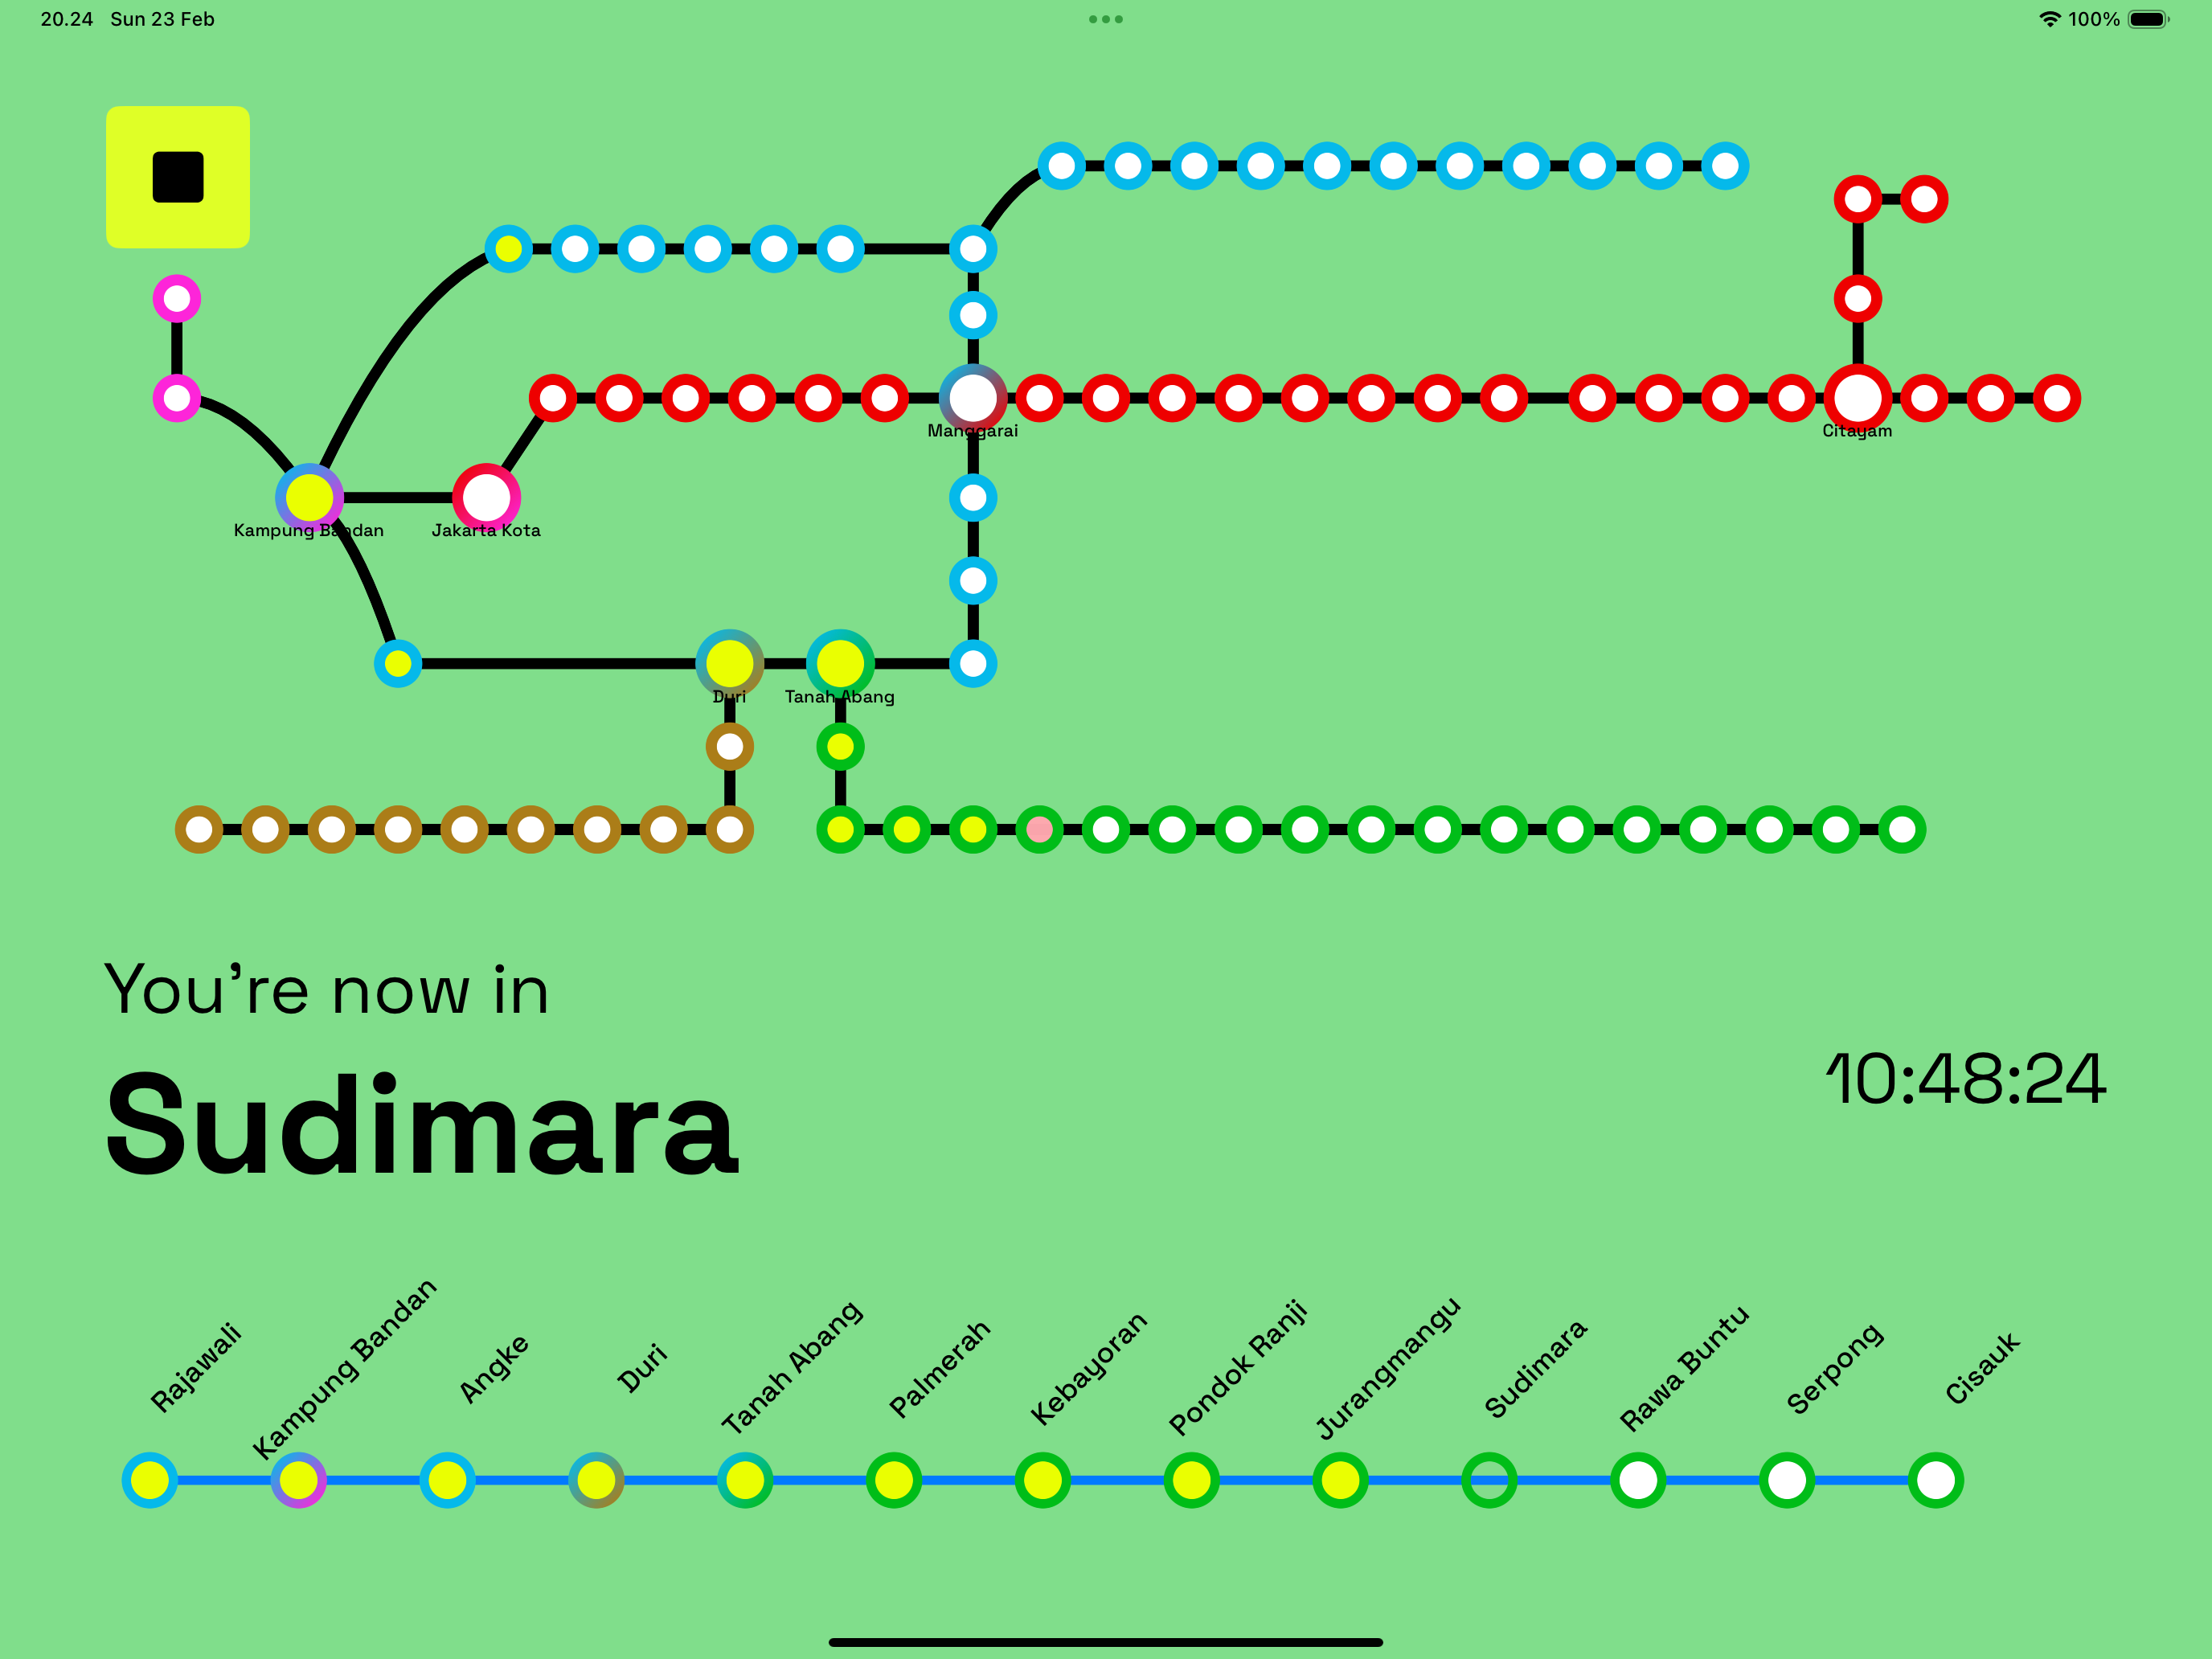 20.24 Sun 23 Feb
100%
Manggarai
Citayam
Kampung Bandan
Jakarta Kota
Duri
Tanah Abang
You're now in
Sudimara
10:48:24
Rajawali
Kampung Bandan
Angke
Duri
Tanah Abang
Palmerah
Kebayoran
Pondok Ranji
Jurangmangu
Sudimara
Rawa Buntu
Serpong
Cisauk